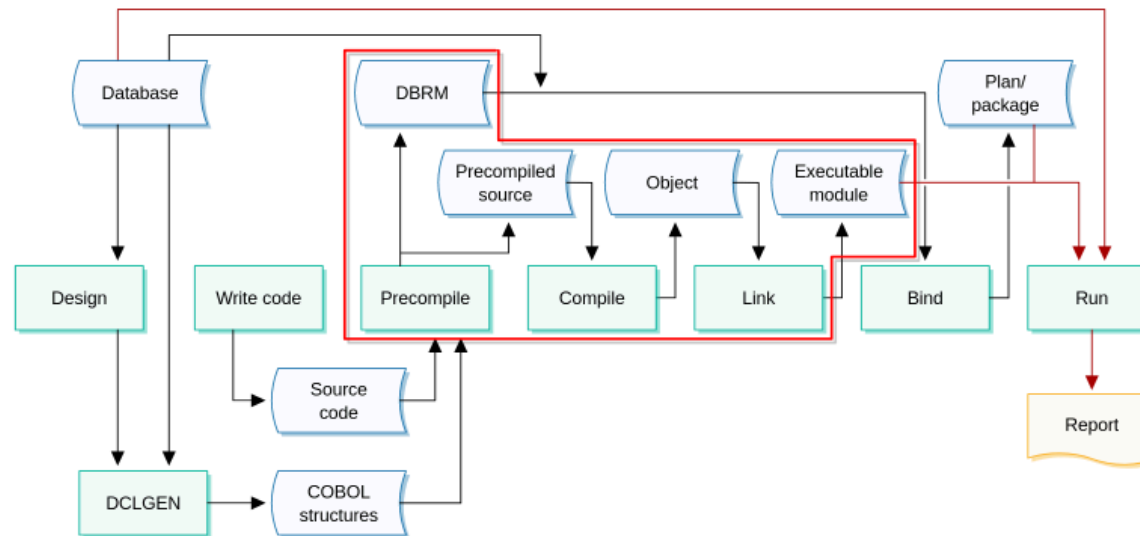 Database
DBRM
Plan/
package
Precompiled
source
Object
Executable
module
Design
Write code
Precompile
Compile
Link
Bind
Run
Source
code
Report
DCLGEN
COBOL
structures